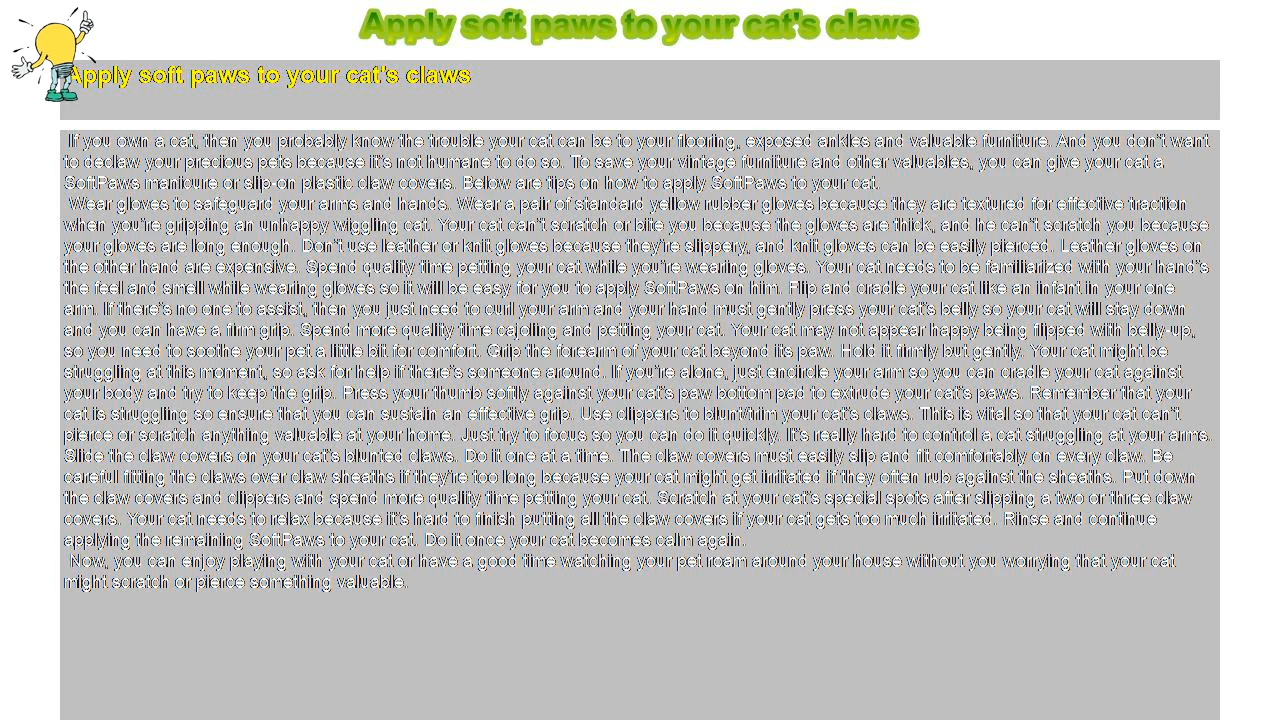 Apply soft paws to your cat's claws
Apply soft paws to your cat's claws
If you own a cat, then you probably know the trouble your cat can be to your flooring, exposed ankles and valuable furniture. And you don't want
to declaw your precious pets because it's not humane to do so. To save your vintage furniture and other valuables, you can give your cat a
SoftPaws manicure or slip-on plastic claw covers. Below are tips on how to apply SoftPaws to your cat.
Wear gloves to safeguard your arms and hands. Wear a pair of standard yellow rubber gloves because they are textured for effective traction
when you're gripping an unhappy wiggling cat. Your cat can't scratch or bite you because the gloves are thick, and he can't scratch you because
your gloves are long enough. Don't use leather or knit gloves because they're slippery, and knit gloves can be easily pierced. Leather gloves on
the other hand are expensive. Spend quality time petting your cat while you're wearing gloves. Your cat needs to be familiarized with your hand's
the feel and smell while wearing gloves so it will be easy for you to apply SoftPaws on him. Flip and cradle your cat like an infant in your one
arm. If there's no one to assist, then you just need to curl your arm and your hand must gently press your cat's belly so your cat will stay down
and you can have a firm grip. Spend more quality time cajoling and petting your cat. Your cat may not appear happy being flipped with belly-up,
so you need to soothe your pet a little bit for comfort. Grip the forearm of your cat beyond its paw. Hold it firmly but gently. Your cat might be
struggling at this moment, so ask for help if there's someone around. If you're alone, just encircle your arm so you can cradle your cat against
your body and try to keep the grip. Press your thumb softly against your cat's paw bottom pad to extrude your cat's paws. Remember that your
cat is struggling so ensure that you can sustain an effective grip. Use clippers to blunt/trim your cat's claws. This is vital so that your cat can't
pierce or scratch anything valuable at your home. Just try to focus so you can do it quickly. It's really hard to control a cat struggling at your arms.
Slide the claw covers on your cat's blunted claws. Do it one at a time. The claw covers must easily slip and fit comfortably on every claw. Be
careful fitting the claws over claw sheaths if they're too long because your cat might get irritated if they often rub against the sheaths. Put down
the claw covers and clippers and spend more quality time petting your cat. Scratch at your cat's special spots after slipping a two or three claw
covers. Your cat needs to relax because it's hard to finish putting all the claw covers if your cat gets too much irritated. Rinse and continue
applying the remaining SoftPaws to your cat. Do it once your cat becomes calm again.
Now, you can enjoy playing with your cat or have a good time watching your pet roam around your house without you worrying that your cat
might scratch or pierce something valuable.